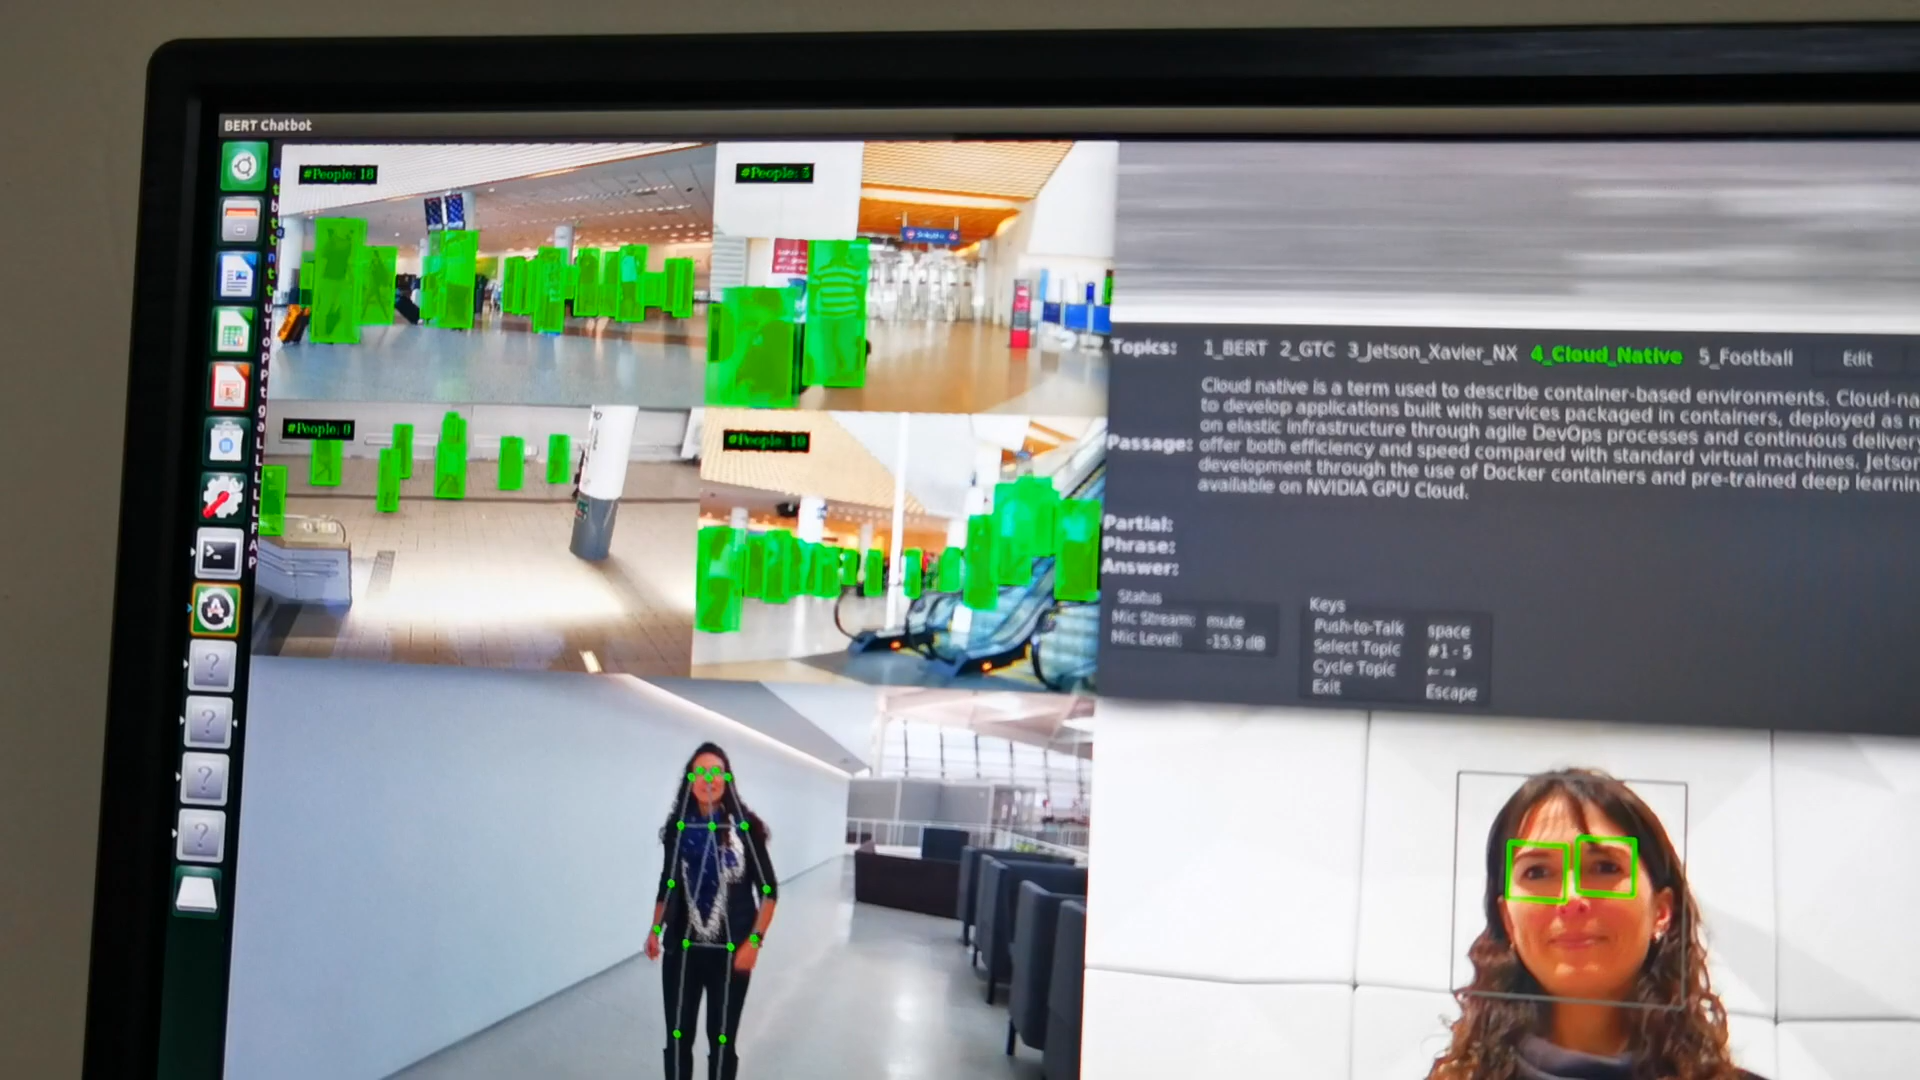 BERT Chatbot
#People: 18
#People: 5
#People: 0
#People: 10
Topics: 1_BERT 2_GTC 3_Jetson_Xavier_NX 4_Cloud_Native 5_Football Edit
Passage:
Cloud native is a term used to describe container-based environments. Cloud-na
to develop applications built with services packaged in containers, deployed as m
on elastic infrastructure through agile DevOps processes and continuous delivery
offer both efficiency and speed compared with standard virtual machines. Jetson
development through the use of Docker containers and pre-trained deep learnin
available on NVIDIA GPU Cloud.
Partial:
Phrase:
Answer:
Status
Mic Stream: mute
Mic Level: -15.9 dB
Keys
Push-to-Talk space
Select Topic #1 - 5
Cycle Topic ← →
Exit Escape